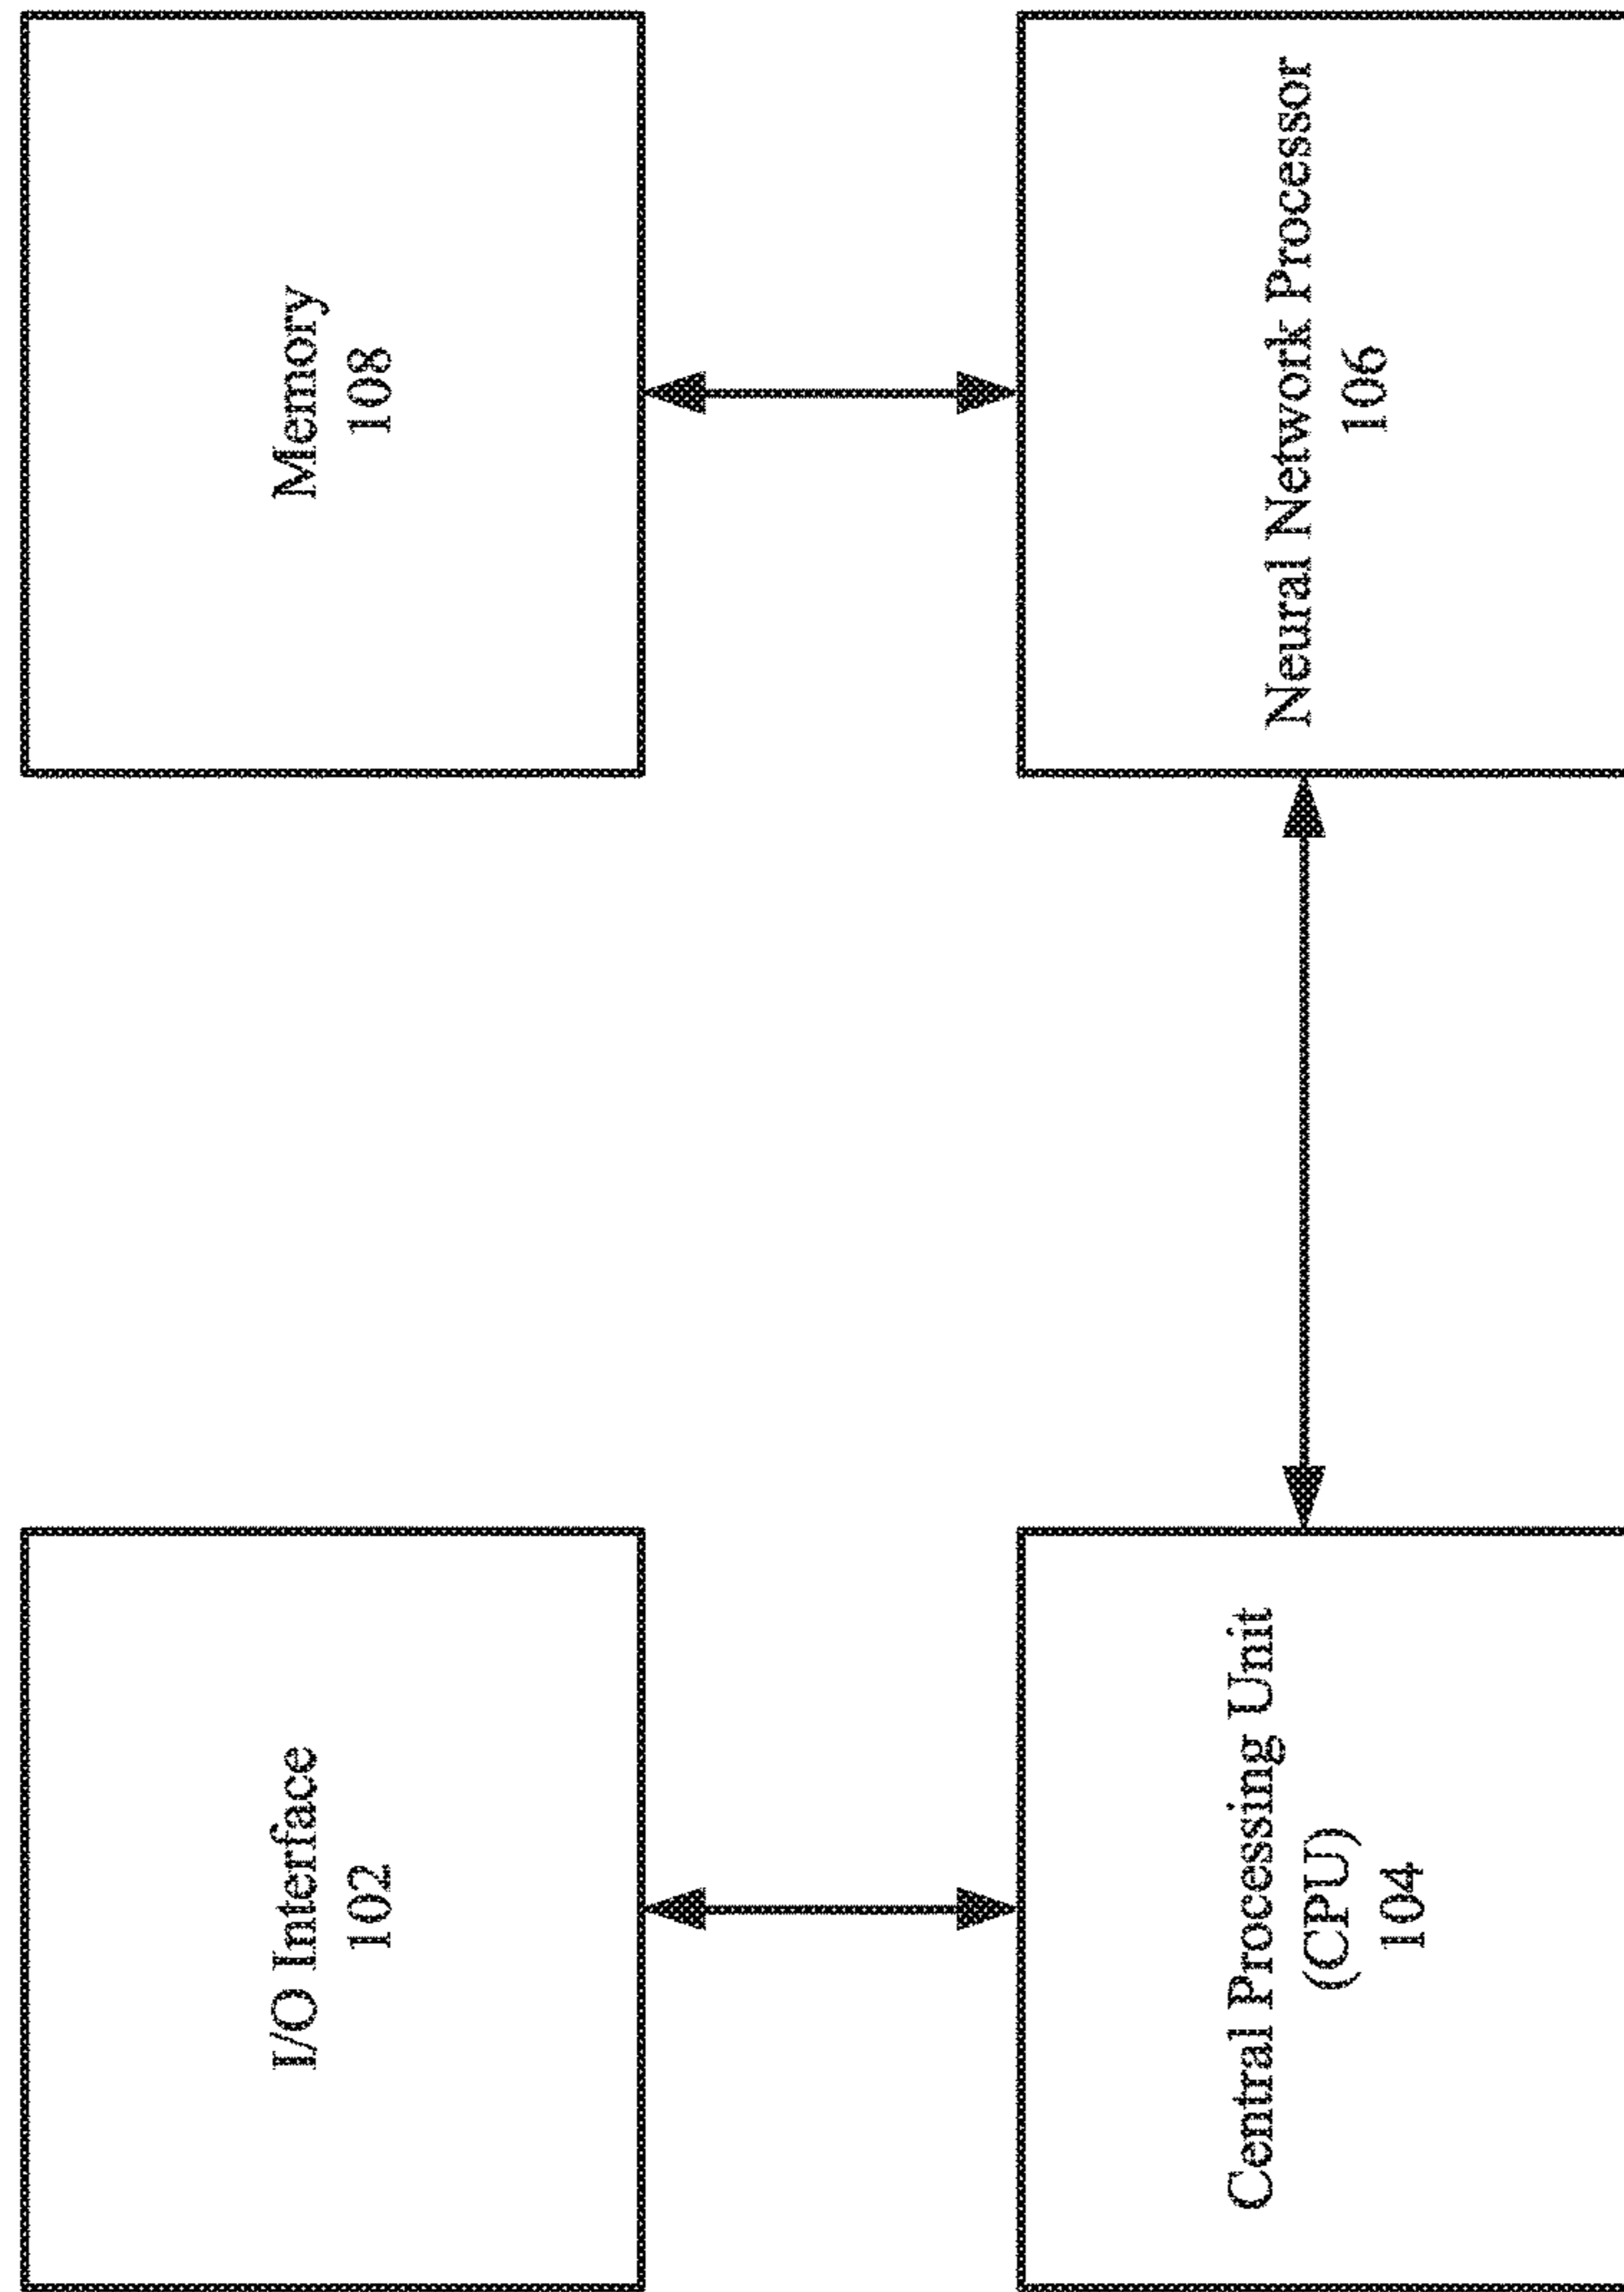 I/O Interface
102
Memory
108
Central Processing Unit
(CPU)
104
Neural Network Processor
106